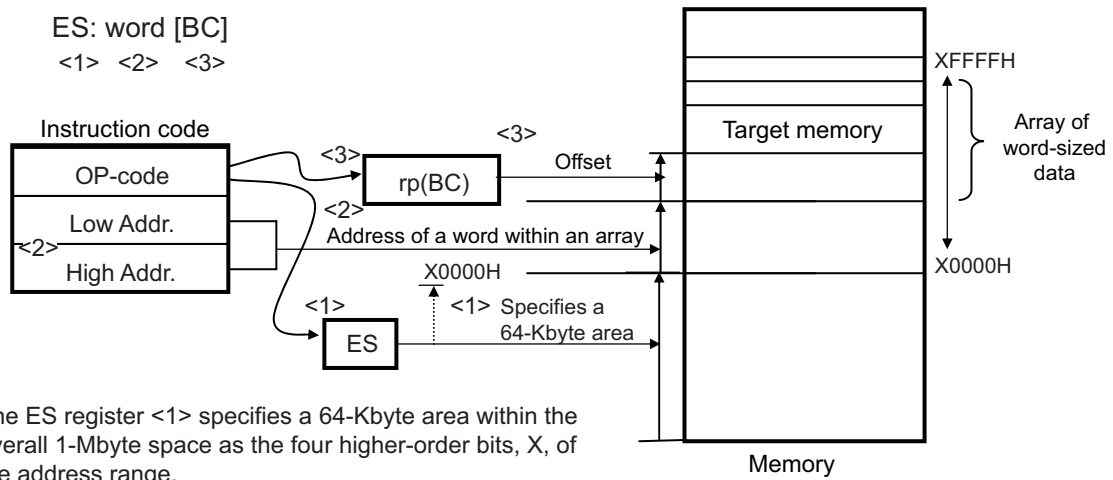 ES: word [BC]
<1> <2> <3>
Instruction code
OP-code
Low Addr.
<2>
High Addr.
<3>
rp(BC)
<3>
Offset
<2>
Address of a word within an array
X0000H
<1>
ES
<1> Specifies a
64-Kbyte area
Target memory
XFFFFH
Array of
word-sized
data
X0000H
Memory
ES register <1> specifies a 64-Kbyte area within the
1-Mbyte space as the four higher-order bits, X, of
address range.